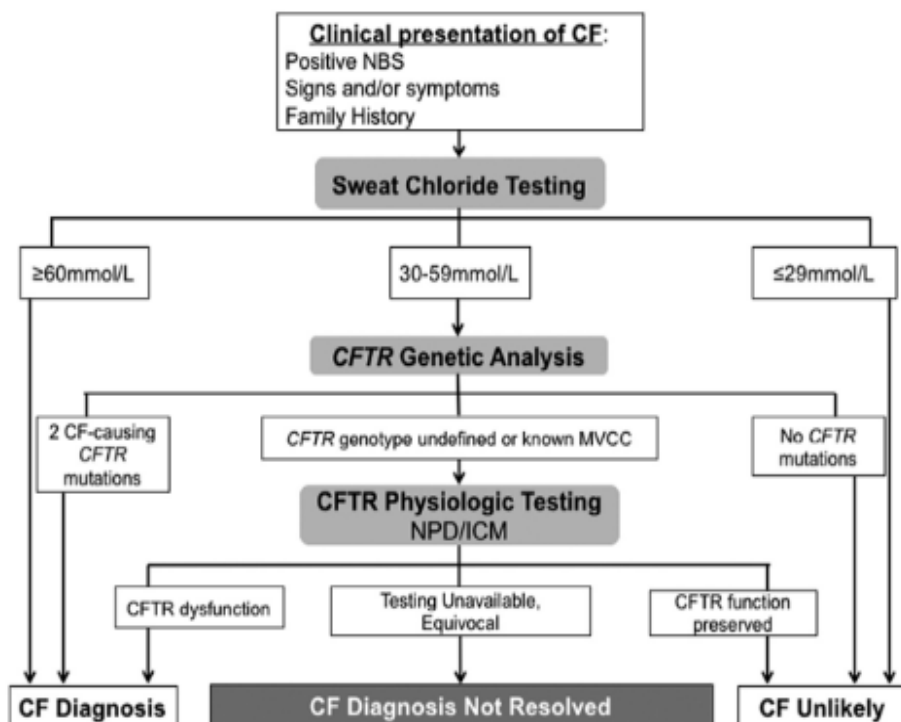 Clinical presentation of CF:
Positive NBS
Signs and/or symptoms
Family History
Sweat Chloride Testing
≥60mmol/L
30-59mmol/L
≤29mmol/L
CFTR Genetic Analysis
2 CF-causing
CFTR
mutations
CFTR genotype undefined or known MVCC
No CFTR
mutations
CFTR Physiologic Testing
NPD/ICM
CFTR dysfunction
Testing Unavailable,
Equivocal
CFTR function
preserved
CF Diagnosis
CF Diagnosis Not Resolved
CF Unlikely